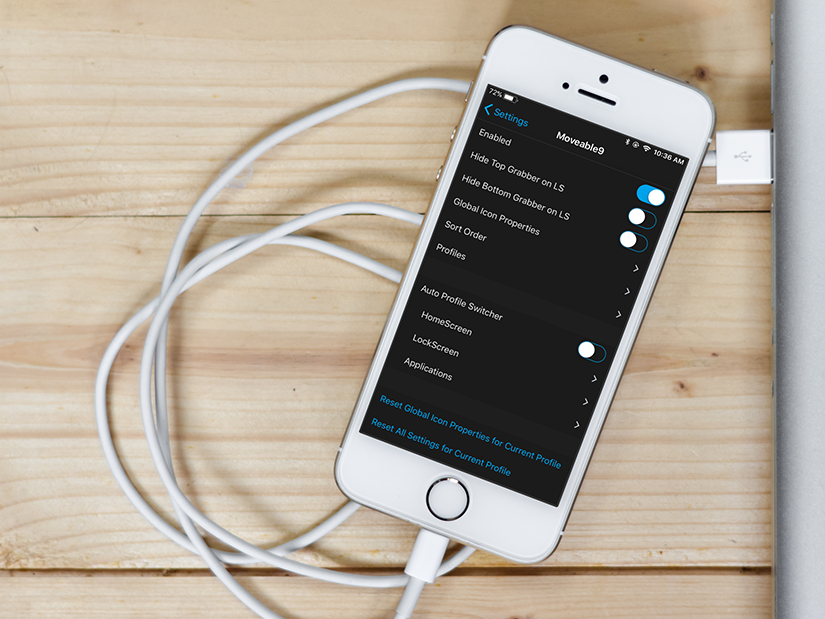 72%
10:36 AM
Settings
Moveable9
Enabled
Hide Top Grabber on LS
Hide Bottom Grabber on LS
Global Icon Properties
Sort Order
Profiles
Auto Profile Switcher
HomeScreen
LockScreen
Applications
Reset Global Icon Properties for Current Profile
Reset All Settings for Current Profile